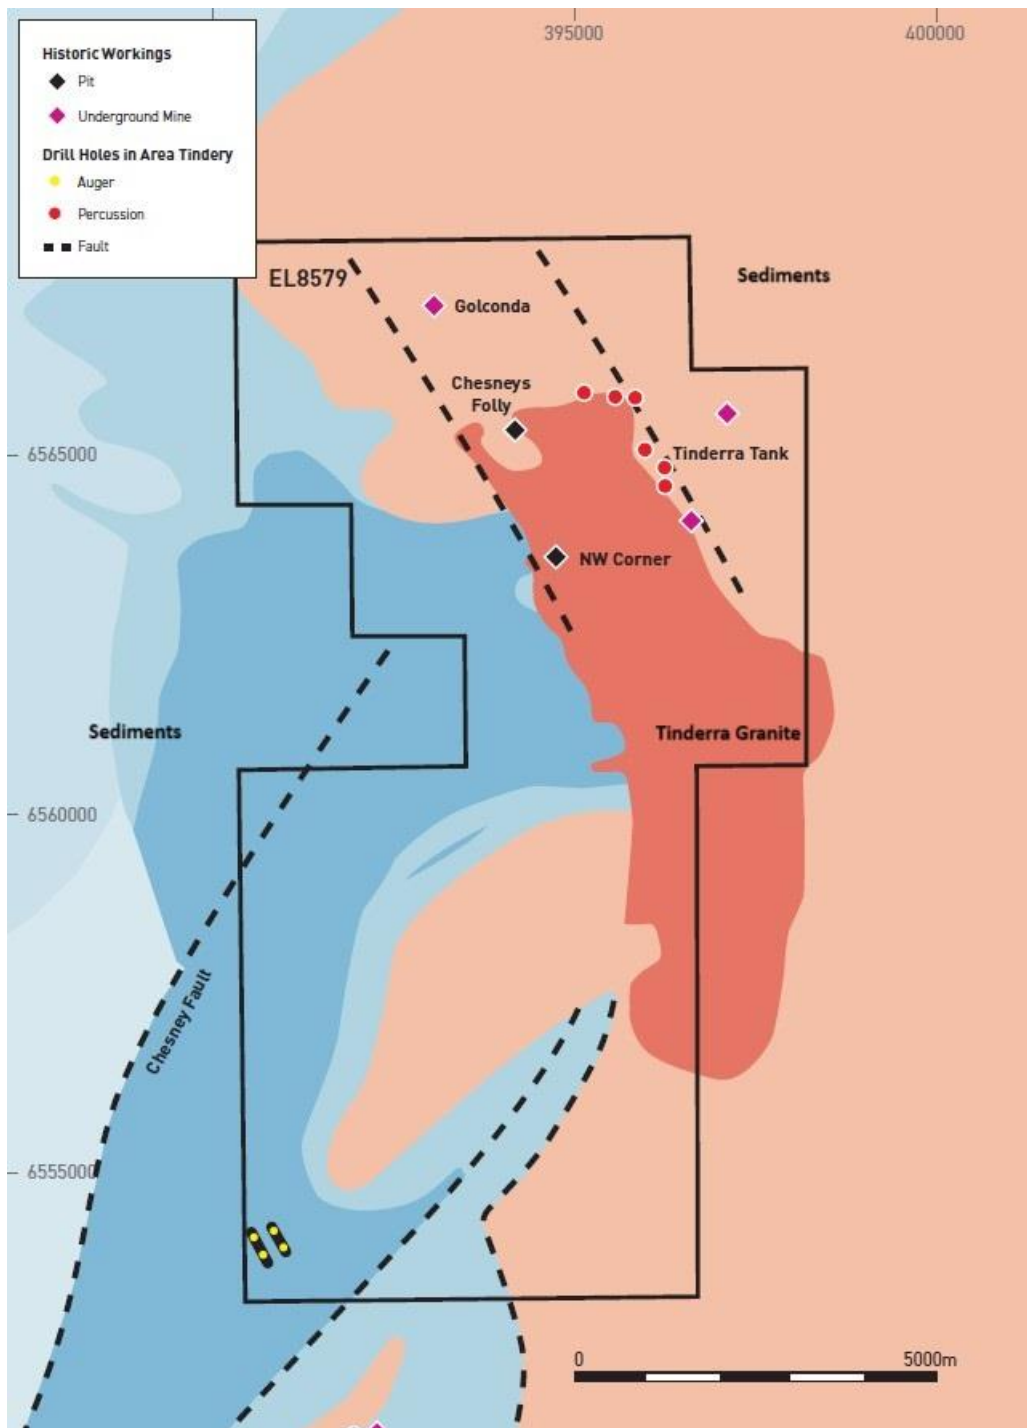 Historic Workings
Pit
Underground Mine
Drill Holes in Area Tindery
Auger
Percussion
Fault
395000
400000
EL8579
Sediments
Golconda
Chesneys
Folly
6565000
Tinderra Tank
NW Corner
Sediments
Tinderra Granite
6560000
Chesney Fault
6555000
0
5000m